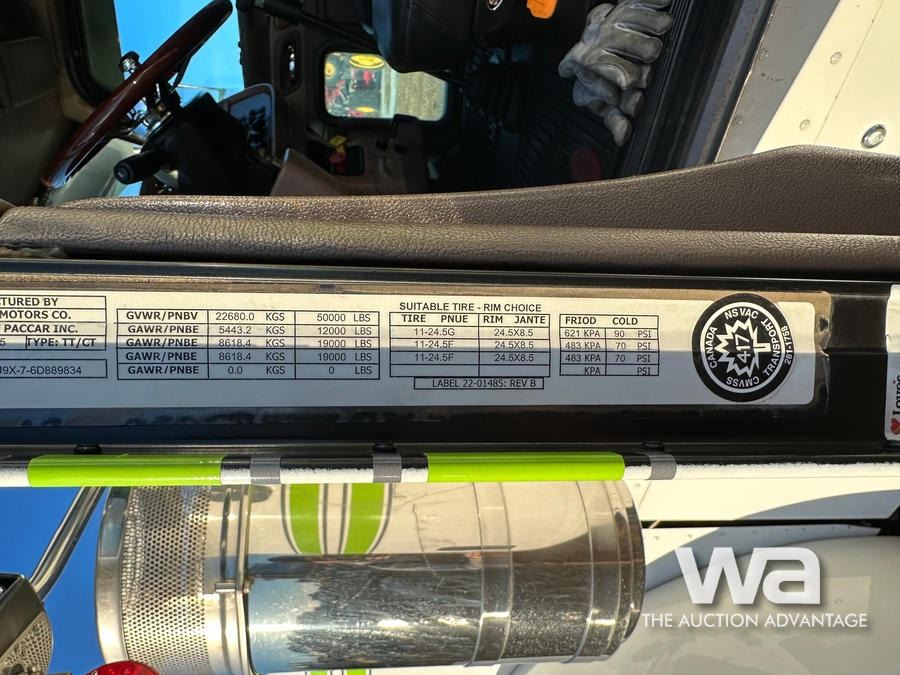 CTURED BY
MOTORS CO.
PACCAR INC.
5 TYPE: TT/CT
J9X-7-6D889834
GVWR/PNBV 22680.0 KGS 50000 LBS
GAWR/PNBE 5443.2 KGS 12000 LBS
GAWR/PNBE 8618.4 KGS 19000 LBS
GAWR/PNBE 8618.4 KGS 19000 LBS
GAWR/PNBE 0.0 KGS 0 LBS
SUITABLE TIRE - RIM CHOICE
TIRE PNUE RIM JANTE
11-24.5G 24.5X8.5
11-24.5F 24.5X8.5
11-24.5F 24.5X8.5
LABEL 22-01485: REV B
FRIOD COLD
621 KPA 90 PSI
483 KPA 70 PSI
483 KPA 70 PSI
KPA PSI
CANADA
NSVAC
TRANSPORT
CMVSS
417
281-1758
wa
THE AUCTION ADVANTAGE